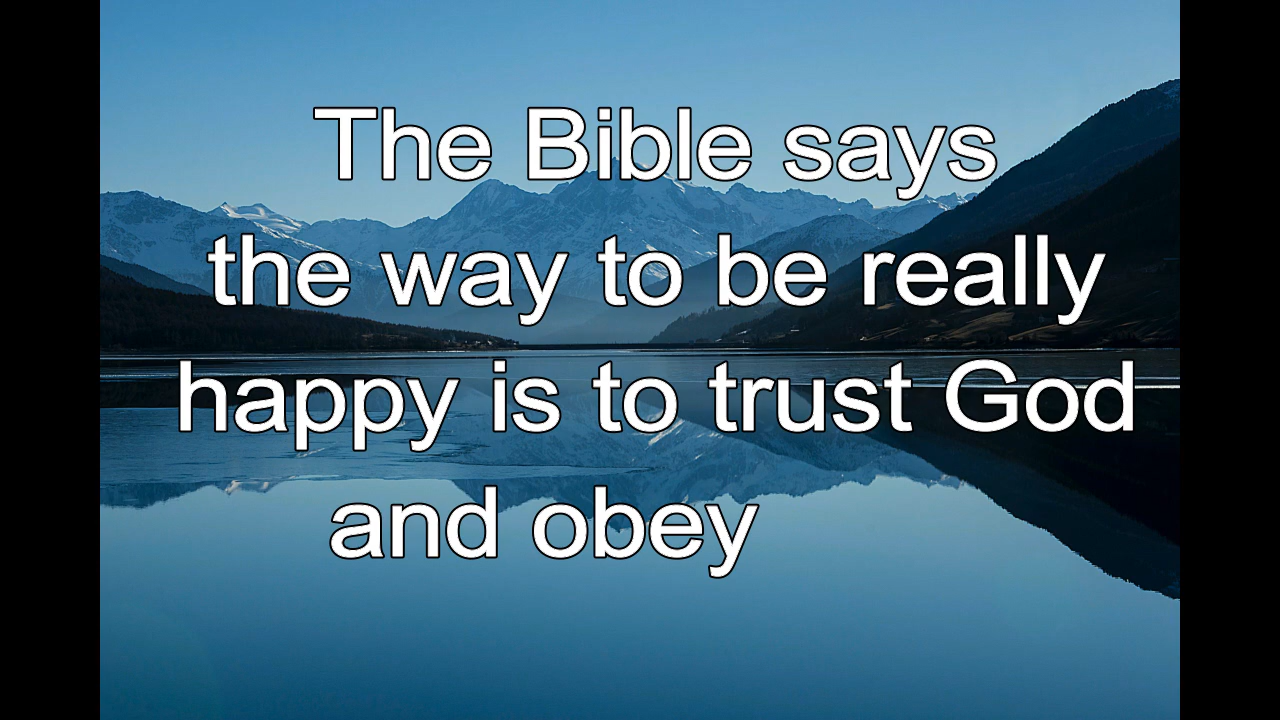 The Bible says
the way to be really
happy is to trust God
and obey